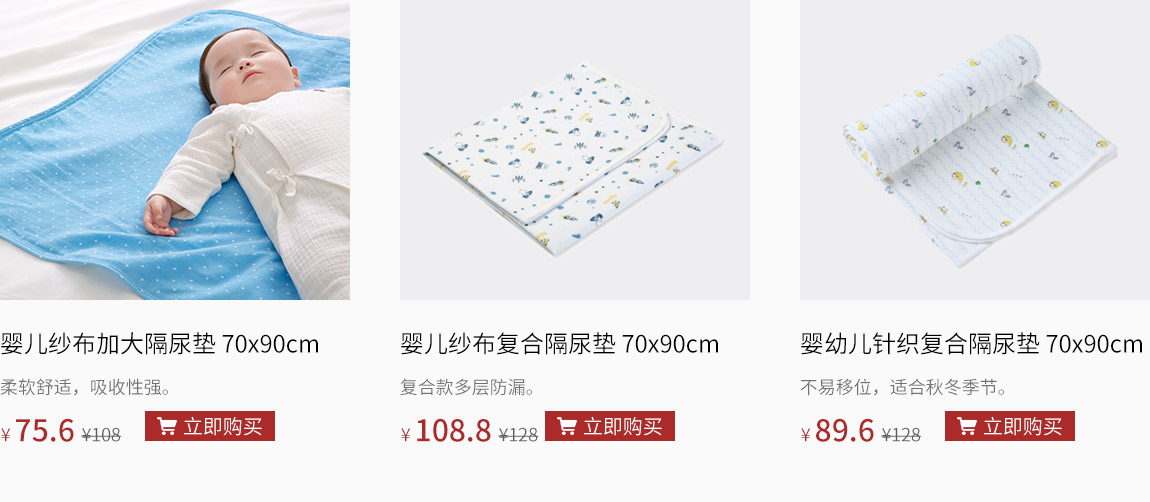 婴儿纱布加大隔尿垫 70x90cm
柔软舒适，吸收性强。
¥ 75.6 ¥108 立即购买
婴儿纱布复合隔尿垫 70x90cm
复合款多层防漏。
¥ 108.8 ¥128 立即购买
婴幼儿针织复合隔尿垫 70x90cm
不易移位，适合秋冬季节。
¥ 89.6 ¥128 立即购买